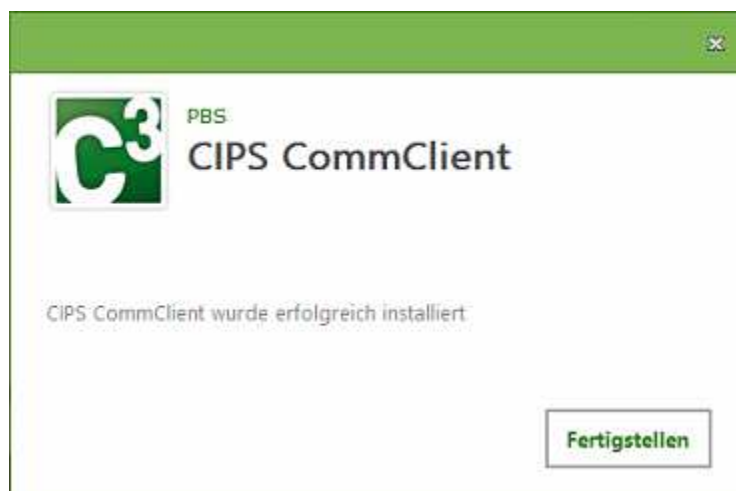 C3
PBS
CIPS CommClient
CIPS CommClient wurde erfolgreich installiert
Fertigstellen